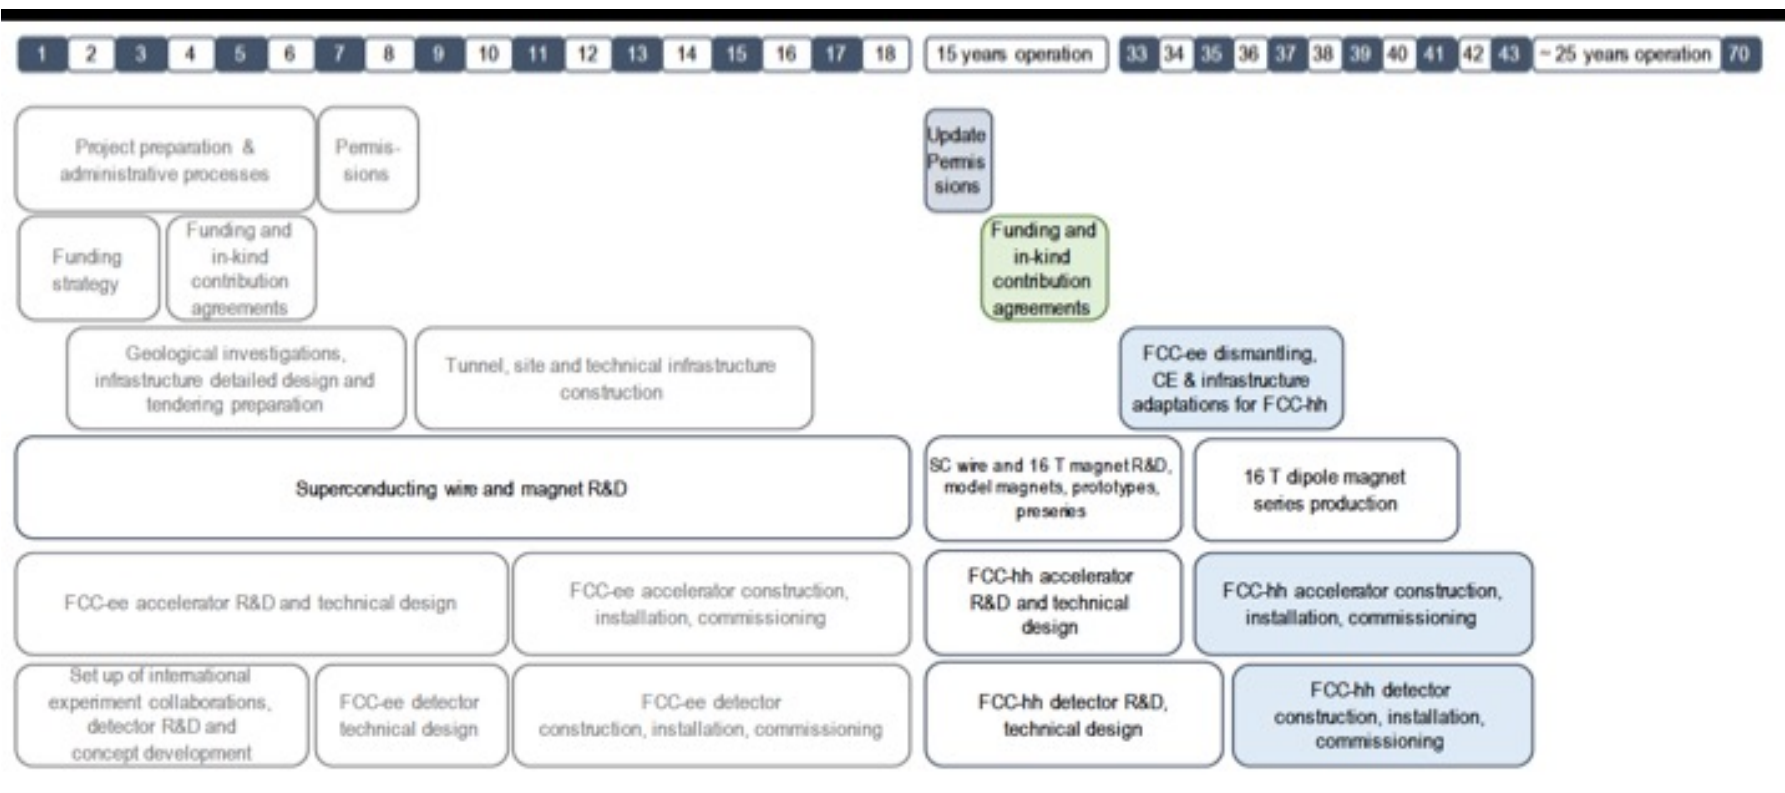 1 2 3 4 5 6 7 8 9 10 11 12 13 14 15 16 17 18 15 years operation 33 34 35 36 37 38 39 40 41 42 43 ~ 25 years operation 70
Project preparation &
administrative processes
Permis-
sions
Update
Permis
sions
Funding
strategy
Funding and
in-kind
contribution
agreements
Funding and
in-kind
contribution
agreements
Geological investigations,
infrastructure detailed design and
tendering preparation
Tunnel, site and technical infrastructure
construction
FCC-ee dismantling,
CE & infrastructure
adaptations for FCC-hh
Superconducting wire and magnet R&D
SC wire and 16 T magnet R&D,
model magnets, prototypes,
preseries
16 T dipole magnet
series production
FCC-ee accelerator R&D and technical design
FCC-ee accelerator construction,
installation, commissioning
FCC-hh accelerator
R&D and technical
design
FCC-hh accelerator construction,
installation, commissioning
Set up of international
experiment collaborations,
detector R&D and
concept development
FCC-ee detector
technical design
FCC-ee detector
construction, installation, commissioning
FCC-hh detector R&D,
technical design
FCC-hh detector
construction, installation,
commissioning